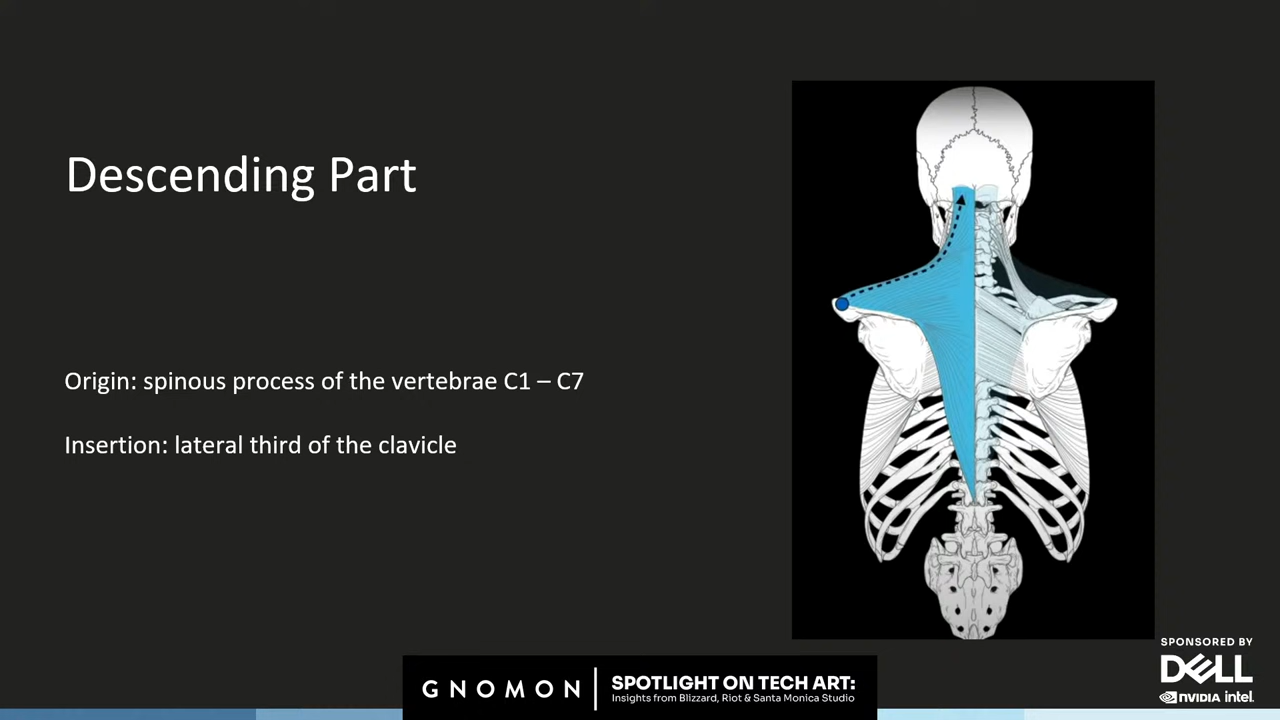 Descending Part
Origin: spinous process of the vertebrae C1 – C7
Insertion: lateral third of the clavicle
SPONSORED BY
DELL
NVIDIA intel.
GNOMON
SPOTLIGHT ON TECH ART:
Insights from Blizzard, Riot & Santa Monica Studio